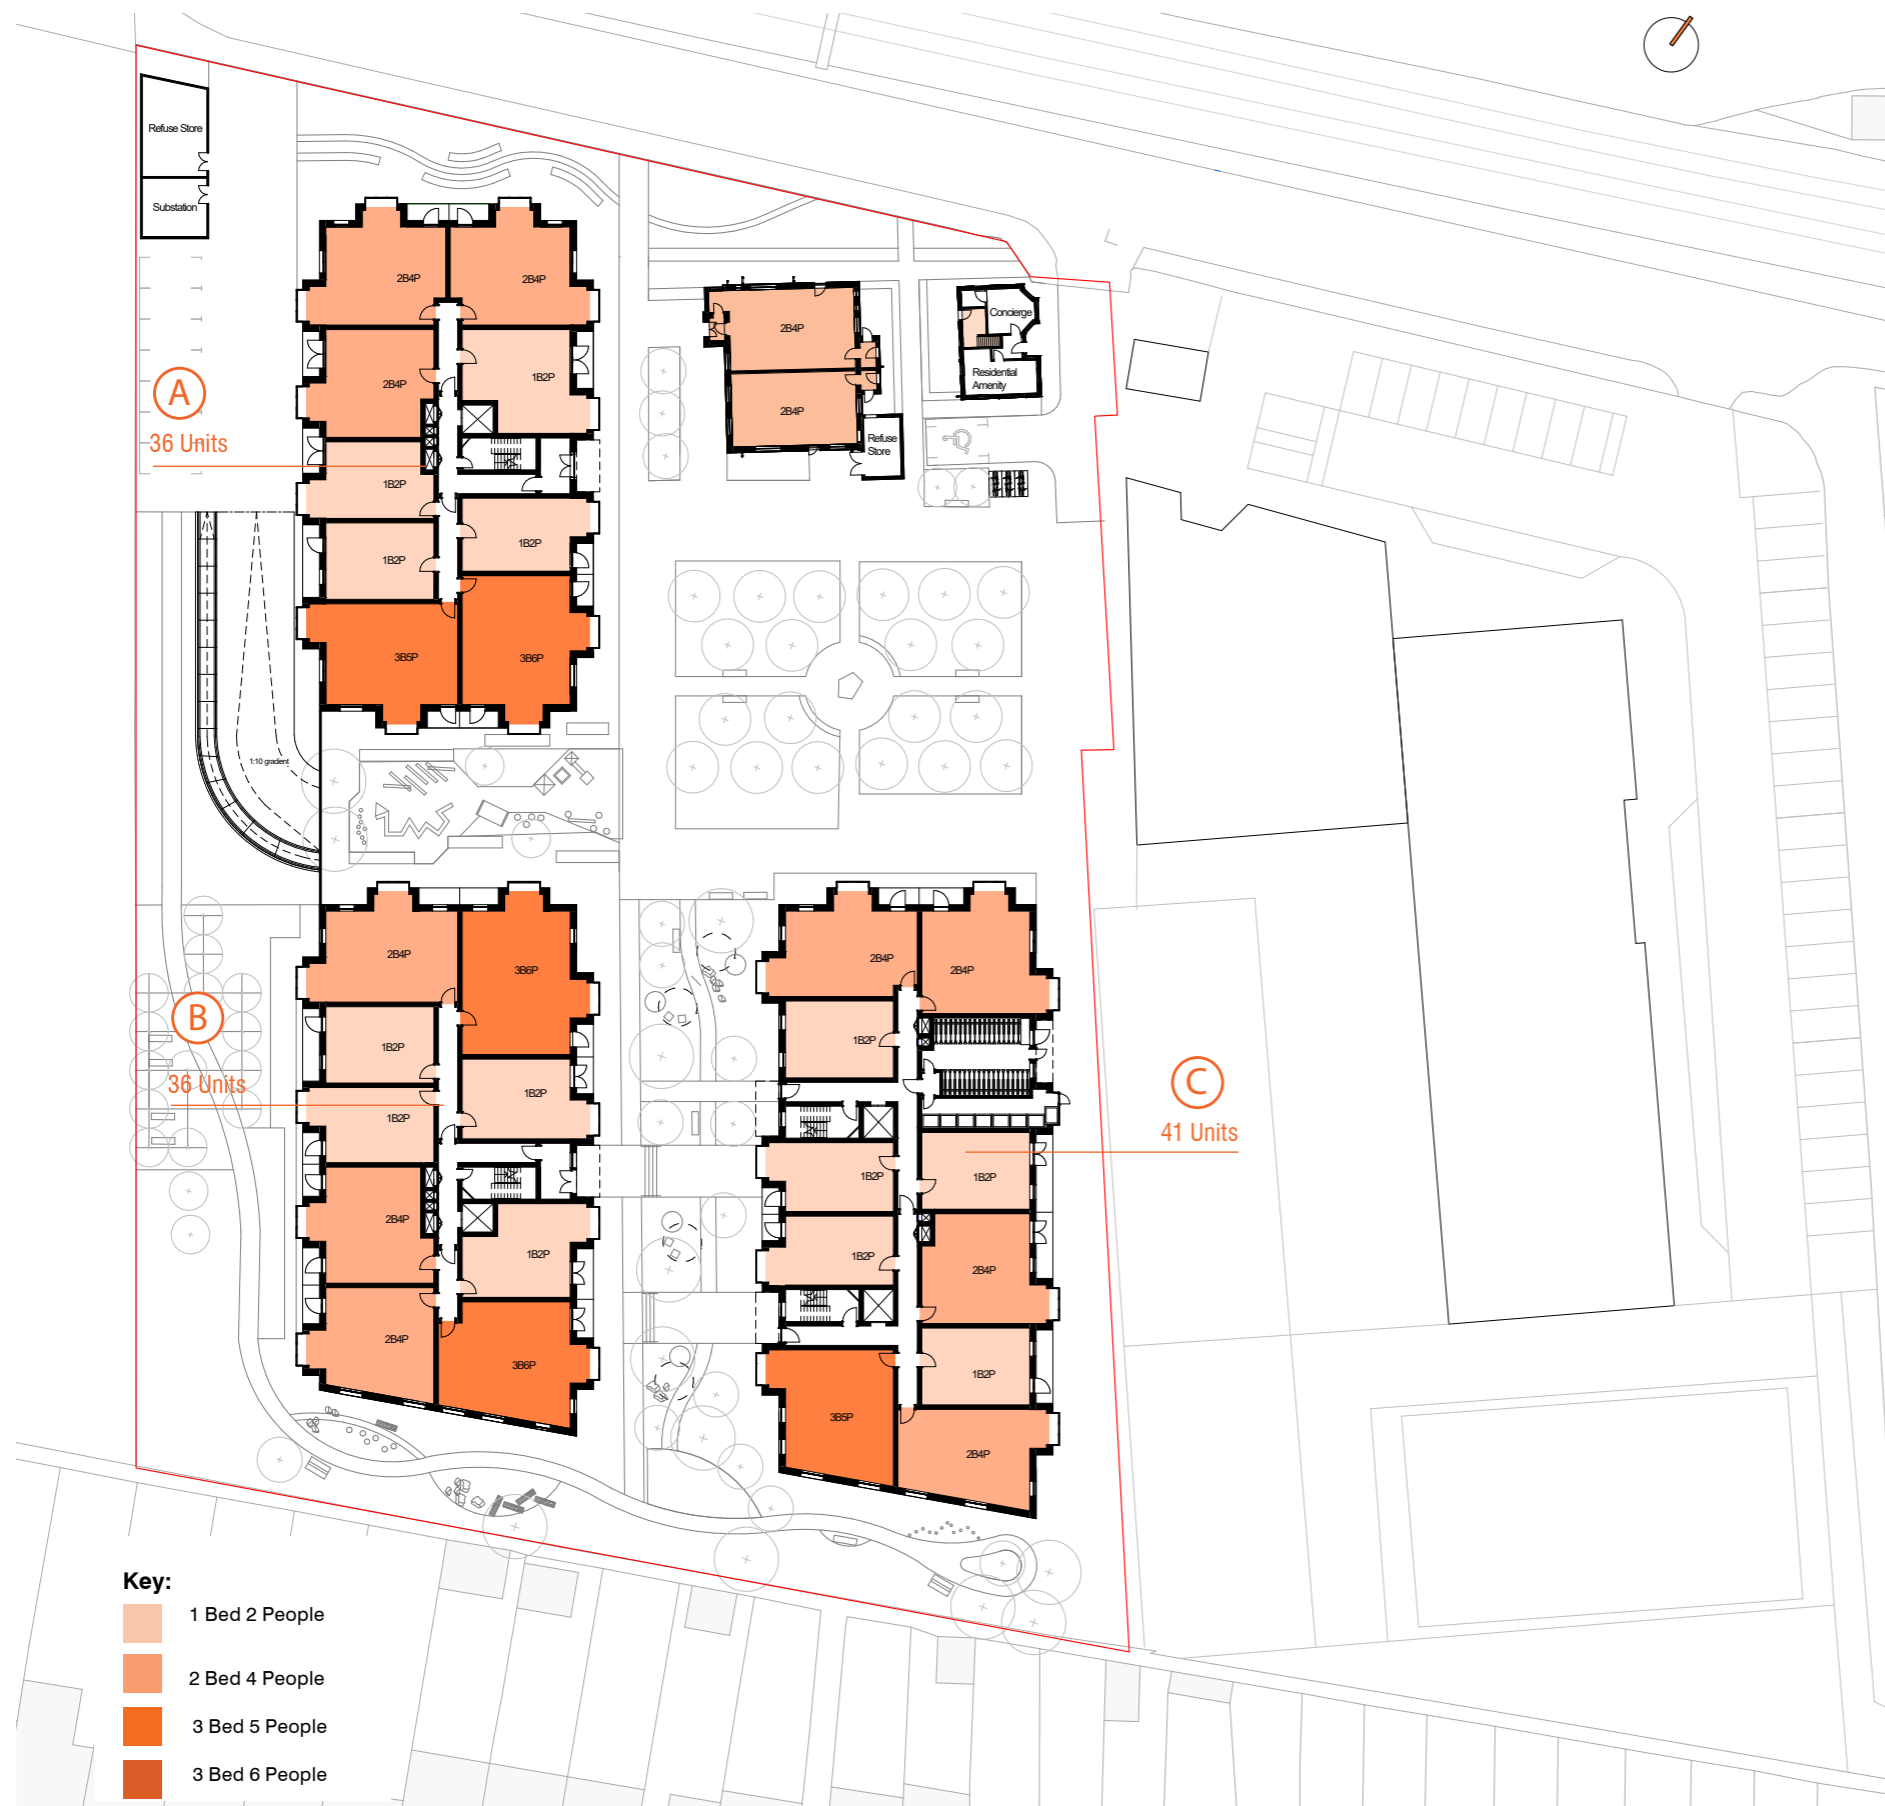 Refuse Store
Substation
2B4P
2B4P
2B4P
1B2P
1B2P
1B2P
1B2P
3B5P
3B6P
A
36 Units
2B4P
2B4P
Refuse
Store
Concierge
Residential
Amenity
1:10 gradient
2B4P
3B6P
1B2P
1B2P
1B2P
2B4P
1B2P
2B4P
3B6P
B
36 Units
2B4P
2B4P
1B2P
1B2P
1B2P
1B2P
2B4P
1B2P
3B5P
2B4P
C
41 Units
Key:
1 Bed 2 People
2 Bed 4 People
3 Bed 5 People
3 Bed 6 People